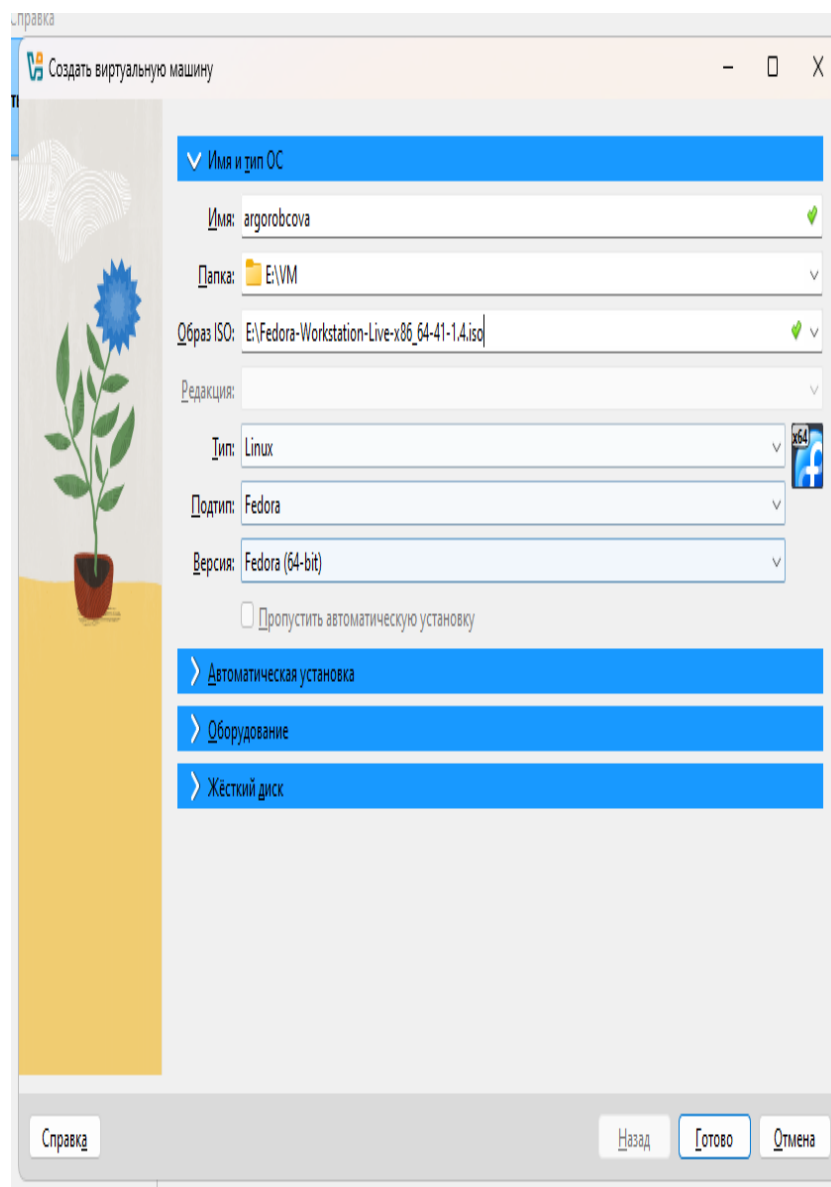 Справка
Создать виртуальную машину
Имя и тип ОС
Имя: argorobcova
Папка: E:\VM
Образ ISO: E:\Fedora-Workstation-Live-x86_64-41-1.4.iso
Редакция:
Тип: Linux
x64
Подтип: Fedora
Версия: Fedora (64-bit)
Пропустить автоматическую установку
Автоматическая установка
Оборудование
Жёсткий диск
Справка Назад Готово Отмена